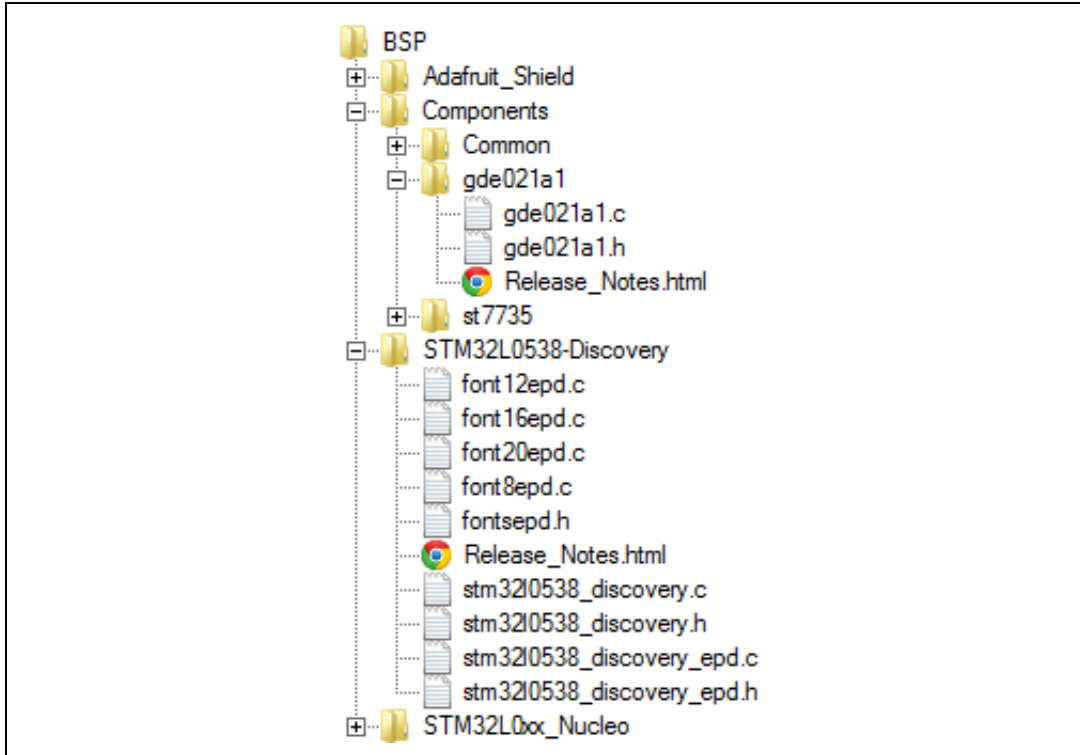 BSP
Adafruit_Shield
Components
Common
gde021a1
gde021a1.c
gde021a1.h
Release_Notes.html
st7735
STM32L0538-Discovery
font12epd.c
font16epd.c
font20epd.c
font8epd.c
fontsepd.h
Release_Notes.html
stm32l0538_discovery.c
stm32l0538_discovery.h
stm32l0538_discovery_epd.c
stm32l0538_discovery_epd.h
STM32L0xx_Nucleo